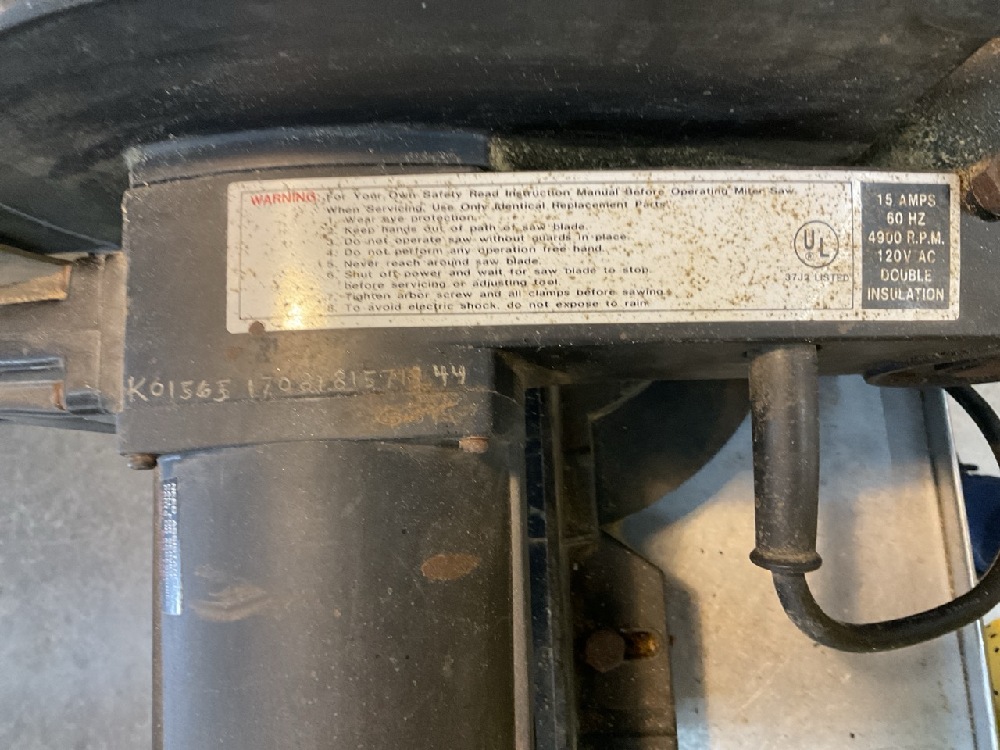 WARNING: For Your Own Safety Read Instruction Manual Before Operating Miter Saw.
When Servicing, Use Only Identical Replacement Parts.
1. Wear eye protection.
2. Keep hands out of path of saw blade.
3. Do not operate saw without guards in place.
4. Do not perform any operation free hand.
5. Never reach around saw blade.
6. Shut off power and wait for saw blade to stop
before servicing or adjusting tool.
7. Tighten arbor screw and all clamps before sawing.
8. To avoid electric shock, do not expose to rain
UL
37J2 LISTED
15 AMPS
60 HZ
4900 R.P.M.
120V AC
DOUBLE
INSULATION
44